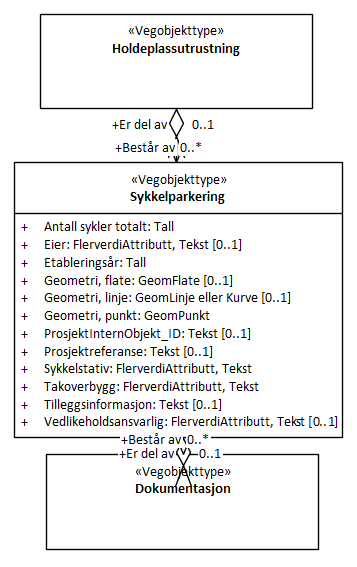 «Vegobjekttype»
Holdeplassutrustning
+Er del av 0..1
+Består av 0..*
«Vegobjekttype»
Sykkelparkering
+ Antall sykler totalt: Tall
+ Eier: FlerverdiAttributt, Tekst [0..1]
+ Etableringsår: Tall
+ Geometri, flate: GeomFlate [0..1]
+ Geometri, linje: GeomLinje eller Kurve [0..1]
+ Geometri, punkt: GeomPunkt
+ ProsjektInternObjekt_ID: Tekst [0..1]
+ Prosjektreferanse: Tekst [0..1]
+ Sykkelstativ: FlerverdiAttributt, Tekst
+ Takoverbygg: FlerverdiAttributt, Tekst
+ Tilleggsinformasjon: Tekst [0..1]
+ Vedlikeholdsansvarlig: FlerverdiAttributt, Tekst [0..1]
+Består av 0..*
+Er del av 0..1
«Vegobjekttype»
Dokumentasjon